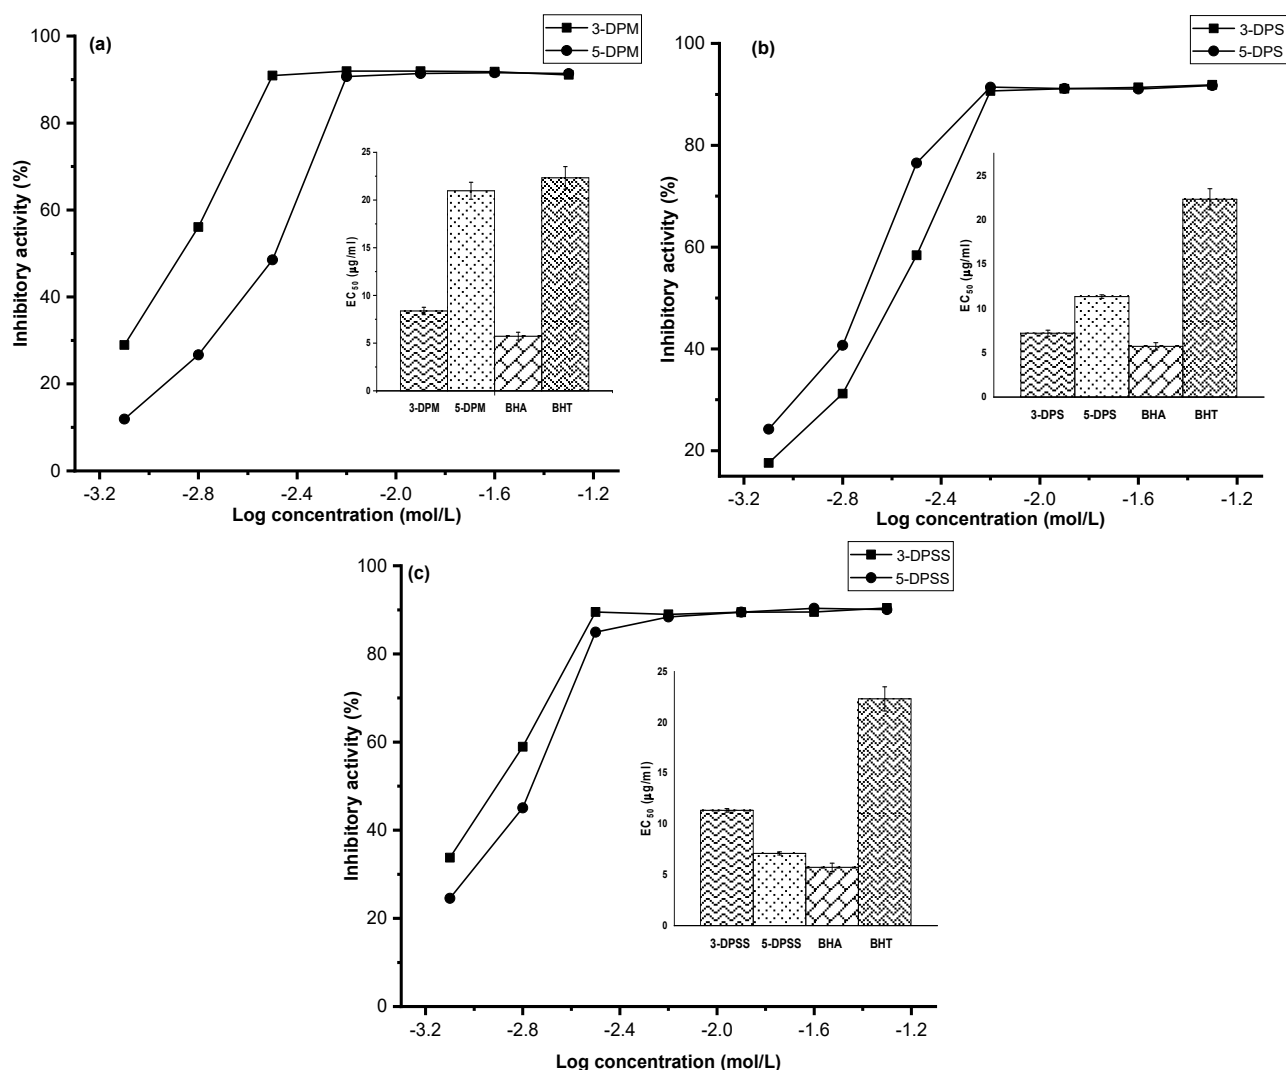 (a)
3-DPM
5-DPM
100
80
60
40
20
0
Inhibitory activity (%)
-3.2 -2.8 -2.4 -2.0 -1.6 -1.2
Log concentration (mol/L)
25
20
15
10
5
0
EC50 (µg/ml)
3-DPM 5-DPM BHA BHT
(b)
3-DPS
5-DPS
100
80
60
40
20
Inhibitory activity (%)
-3.2 -2.8 -2.4 -2.0 -1.6 -1.2
Log concentration (mol/L)
25
20
15
10
5
0
EC50 (µg/ml)
3-DPS 5-DPS BHA BHT
(c)
3-DPSS
5-DPSS
100
80
60
40
20
0
Inhibitory activity (%)
-3.2 -2.8 -2.4 -2.0 -1.6 -1.2
Log concentration (mol/L)
25
20
15
10
5
0
EC50 (µg/ml)
3-DPSS 5-DPSS BHA BHT